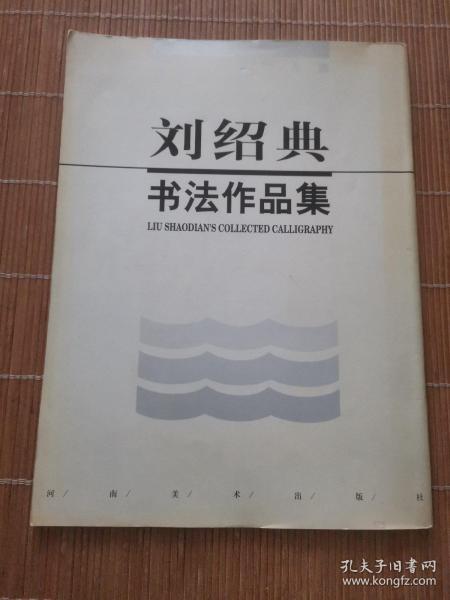 刘绍典
书法作品集
LIU SHAODIAN'S COLLECTED CALLIGRAPHY
河/ 南/ 美/ 术/ 出/ 版/ 社
孔夫子旧书网
www.kongfz.com